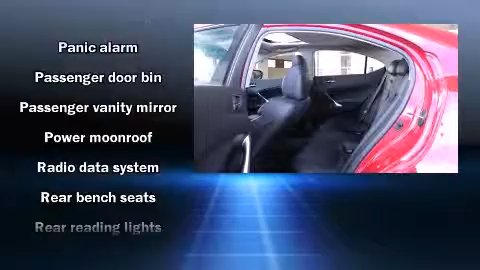 Panic alarm
Passenger door bin
Passenger vanity mirror
Power moonroof
Radio data system
Rear bench seats
Rear reading lights